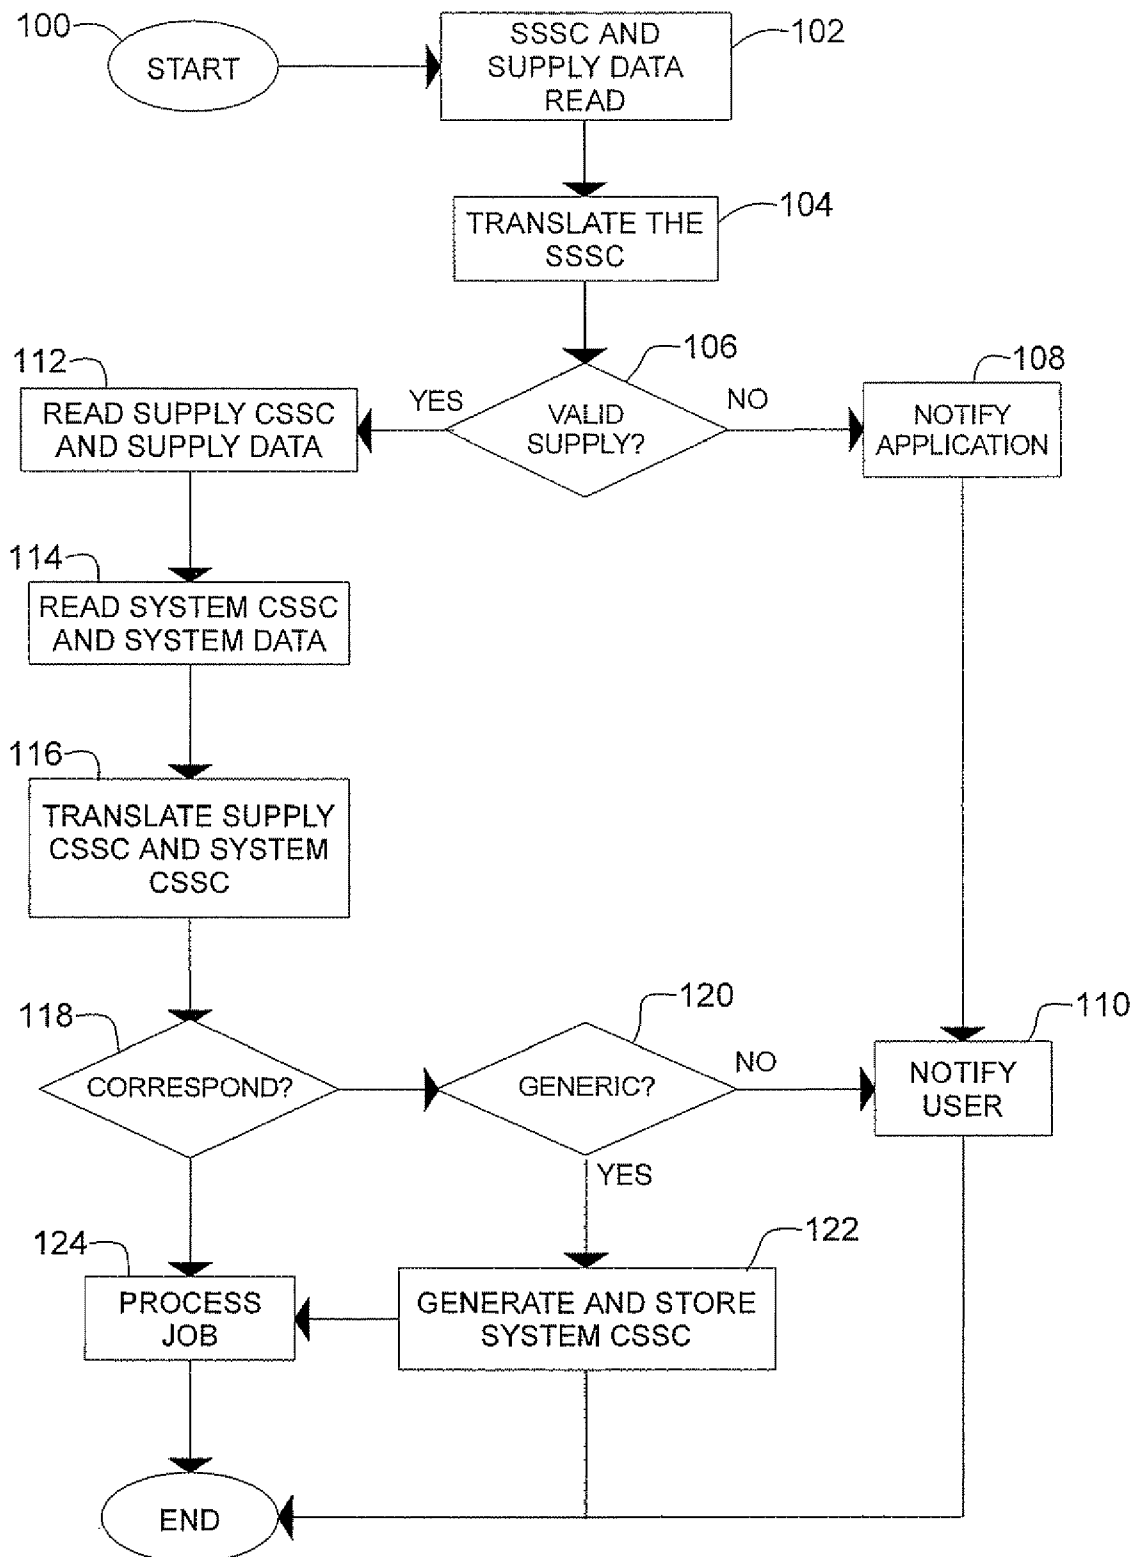 100
START
SSSC AND
SUPPLY DATA
READ
102
TRANSLATE THE
SSSC
104
106
VALID
SUPPLY?
YES
NO
108
NOTIFY
APPLICATION
112
READ SUPPLY CSSC
AND SUPPLY DATA
114
READ SYSTEM CSSC
AND SYSTEM DATA
116
TRANSLATE SUPPLY
CSSC AND SYSTEM
CSSC
118
CORRESPOND?
120
GENERIC?
NO
YES
110
NOTIFY
USER
124
PROCESS
JOB
122
GENERATE AND STORE
SYSTEM CSSC
END